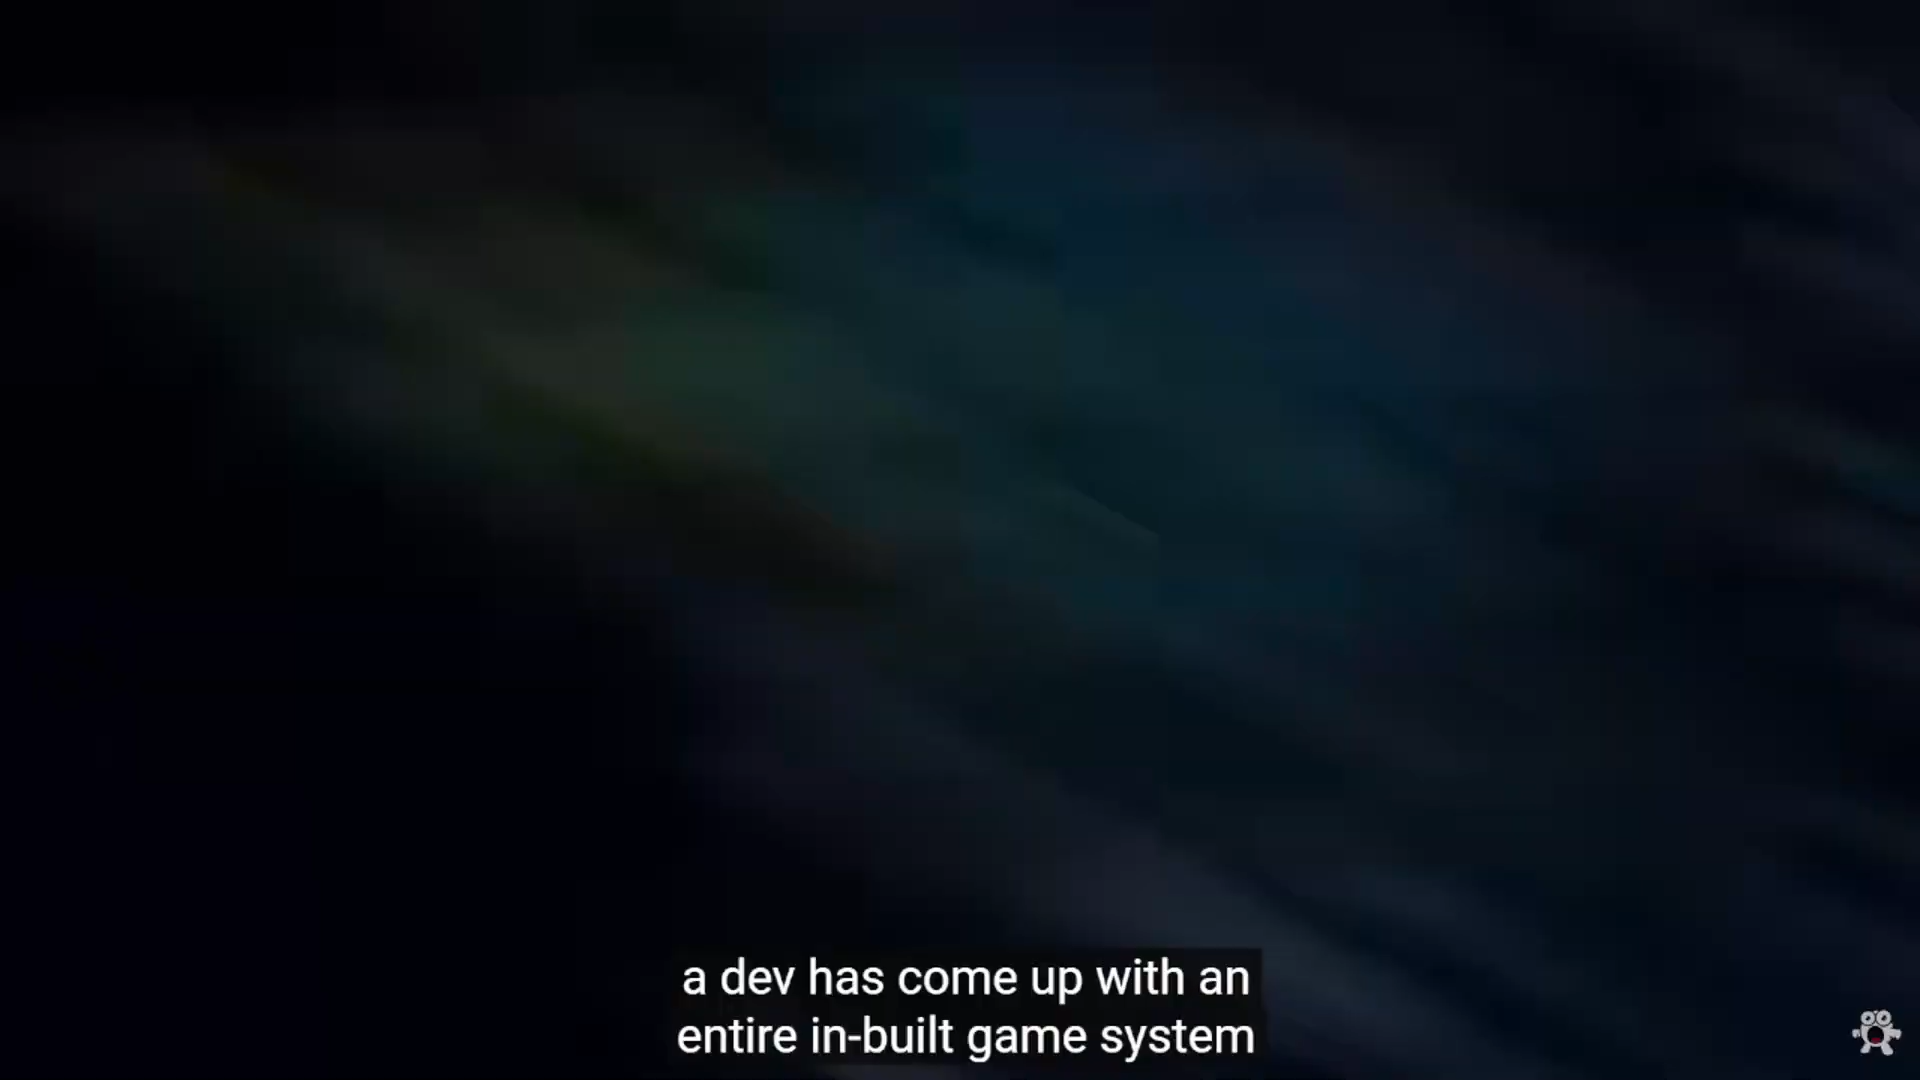 a dev has come up with an
entire in-built game system